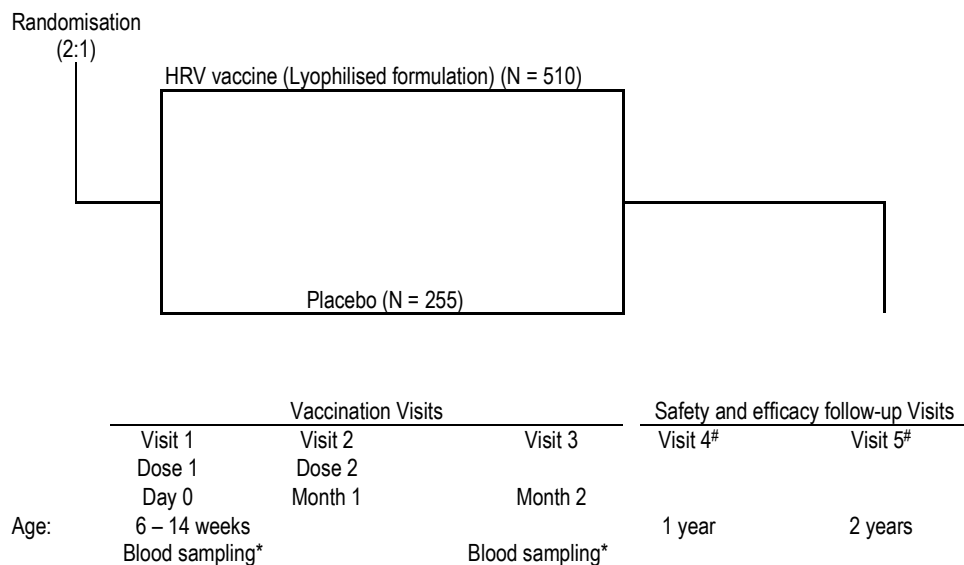 Randomisation
(2:1)
HRV vaccine (Lyophilised formulation) (N = 510)
Placebo (N = 255)
Vaccination Visits Safety and efficacy follow-up Visits
Visit 1 Visit 2 Visit 3 Visit 4# Visit 5#
Dose 1 Dose 2
Day 0 Month 1 Month 2
Age: 6 – 14 weeks 1 year 2 years
Blood sampling* Blood sampling*